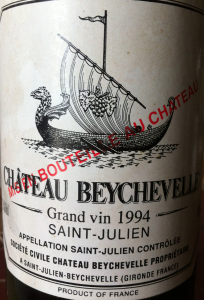 MIS EN BOUTEILLE AU CHATEAU
CHÂTEAU BEYCHEVELLE
Grand vin 1994
SAINT-JULIEN
APPELLATION SAINT-JULIEN CONTRÔLÉE
SOCIÉTÉ CIVILE CHATEAU BEYCHEVELLE PROPRIÉTAIRE
A SAINT-JULIEN-BEYCHEVELLE (GIRONDE FRANCE)
PRODUCT OF FRANCE